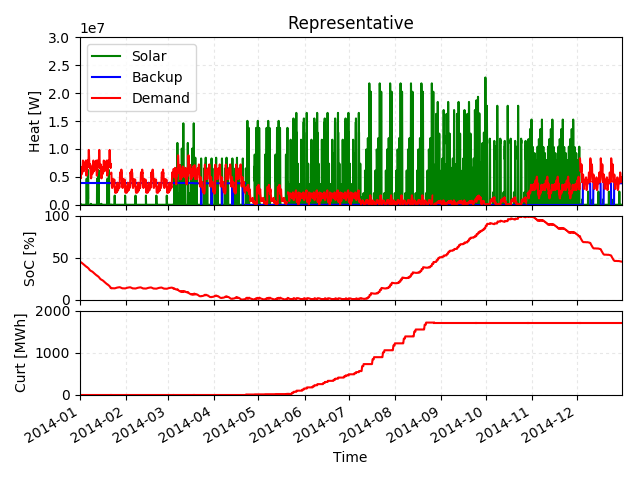 Representative
1e7
3.0
2.5
2.0
1.5
1.0
0.5
0.0
Heat [W]
Solar
Backup
Demand
100
50
0
SoC [%]
2000
1000
0
Curt [MWh]
2014-01
2014-02
2014-03
2014-04
2014-05
2014-06
2014-07
2014-08
2014-09
2014-10
2014-11
2014-12
Time